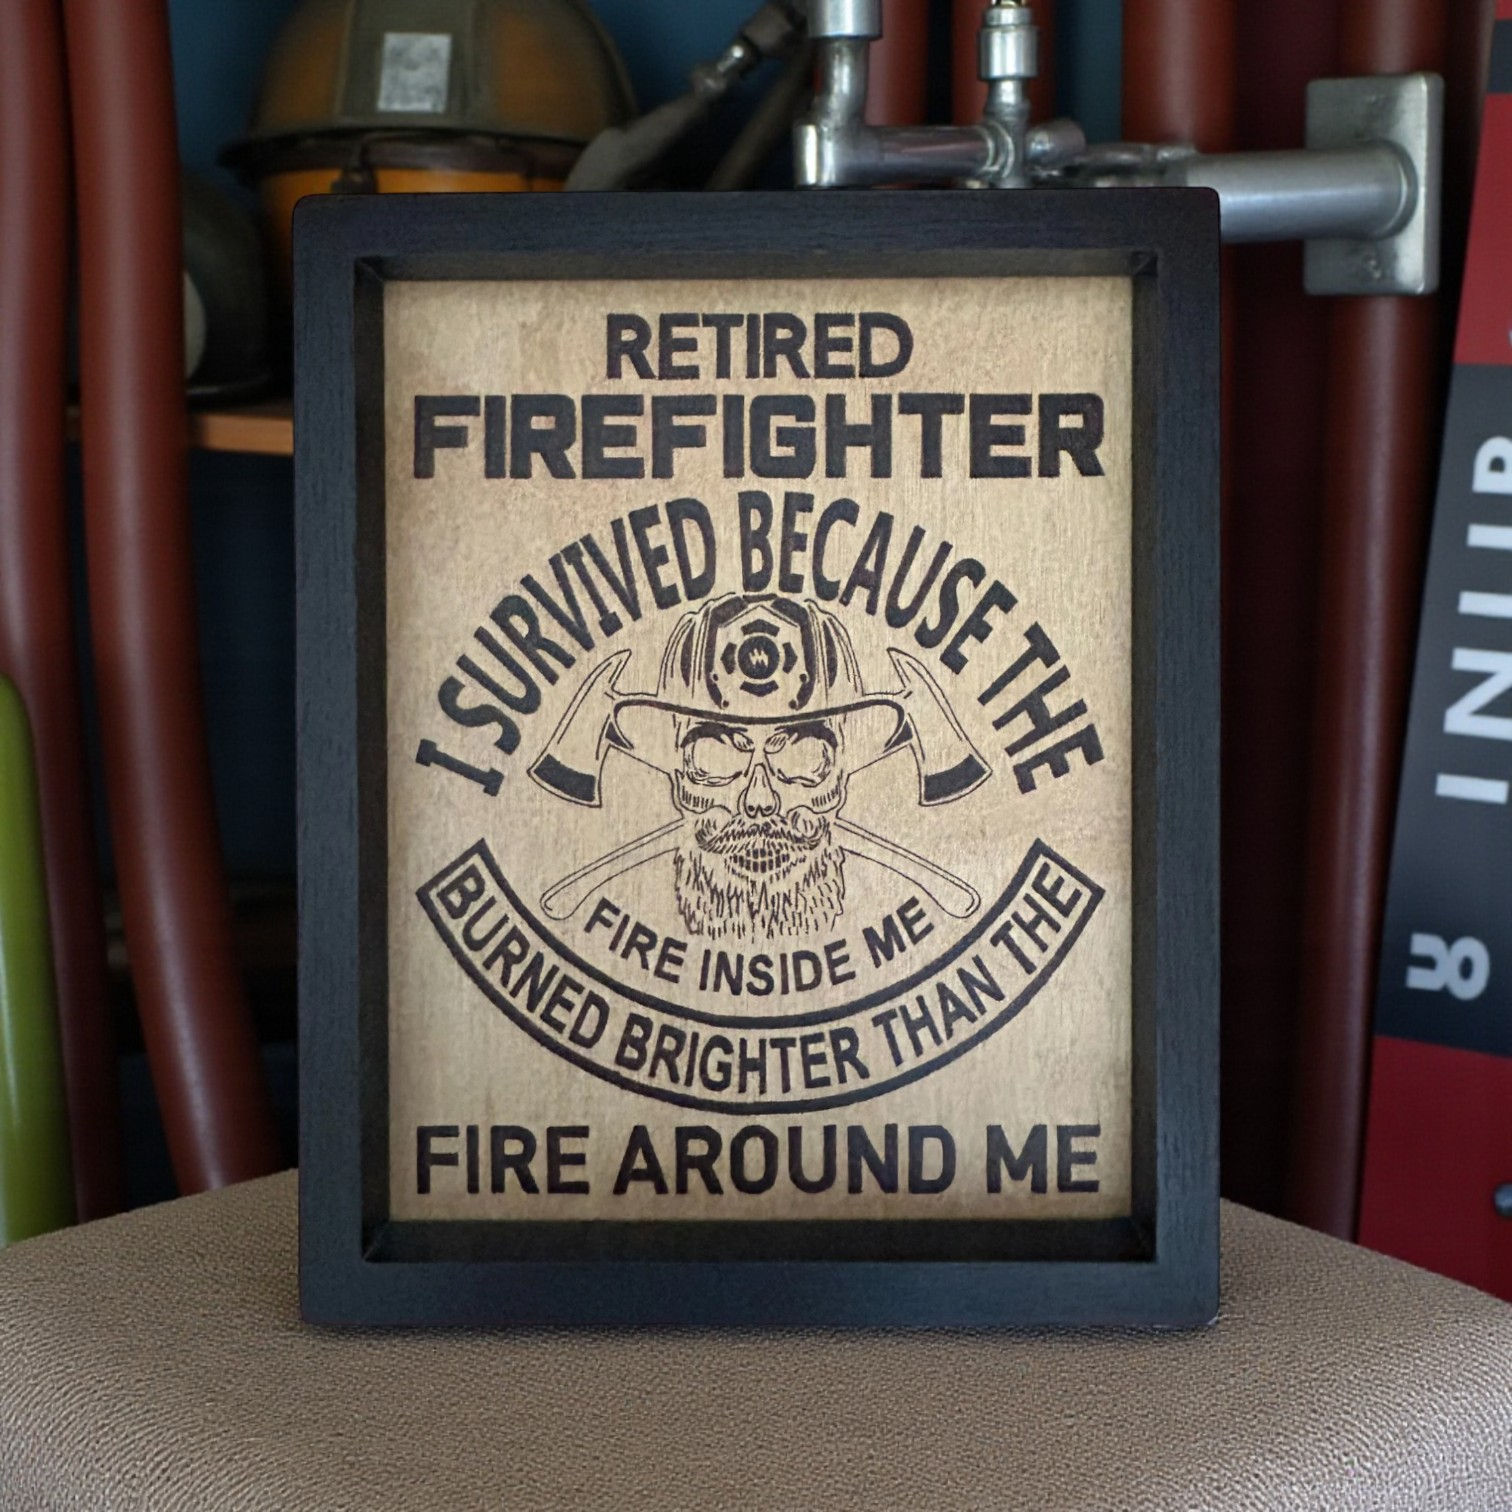 RETIRED
FIREFIGHTER
I SURVIVED BECAUSE THE
FIRE INSIDE ME
BURNED BRIGHTER THAN THE
FIRE AROUND ME